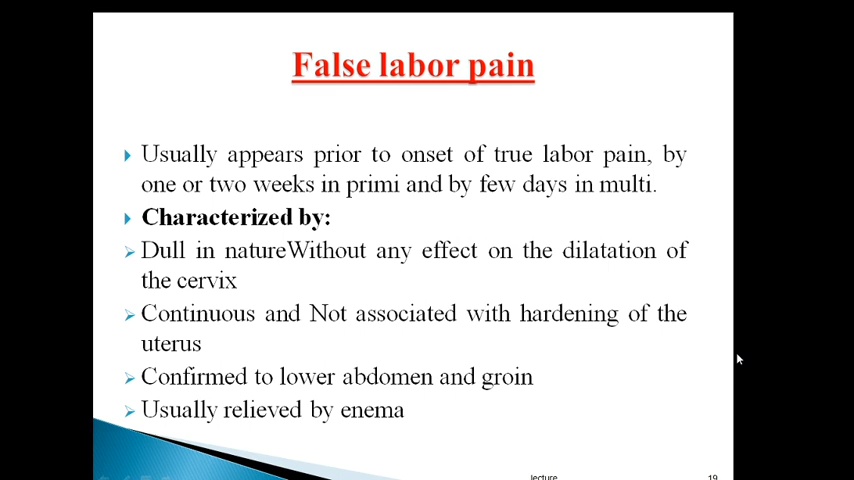 False labor pain
Usually appears prior to onset of true labor pain, by
one or two weeks in primi and by few days in multi.
Characterized by:
Dull in natureWithout any effect on the dilatation of
the cervix
Continuous and Not associated with hardening of the
uterus
Confirmed to lower abdomen and groin
Usually relieved by enema
lecture
19